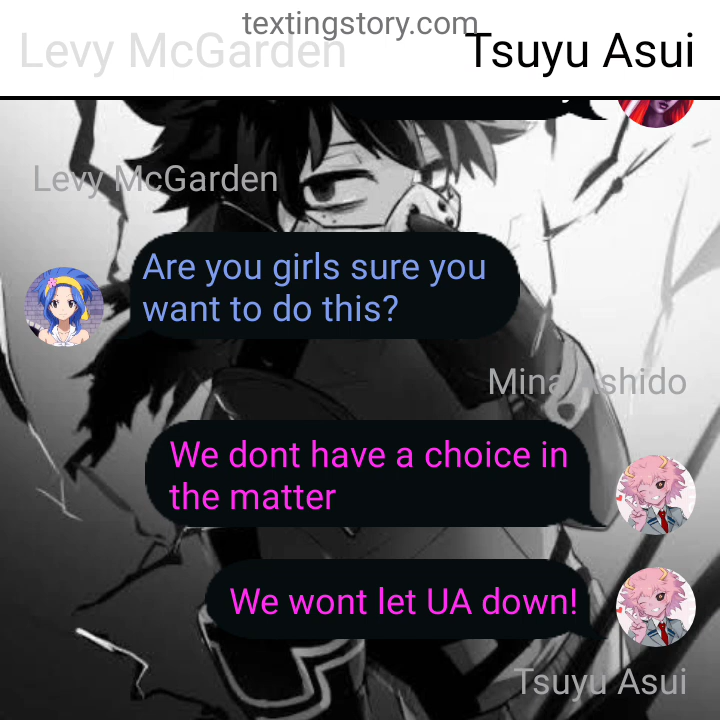 textingstory.com
Levy McGarden
Tsuyu Asui
Levy McGarden
Are you girls sure you
want to do this?
Mina Ashido
We dont have a choice in
the matter
We wont let UA down!
Tsuyu Asui